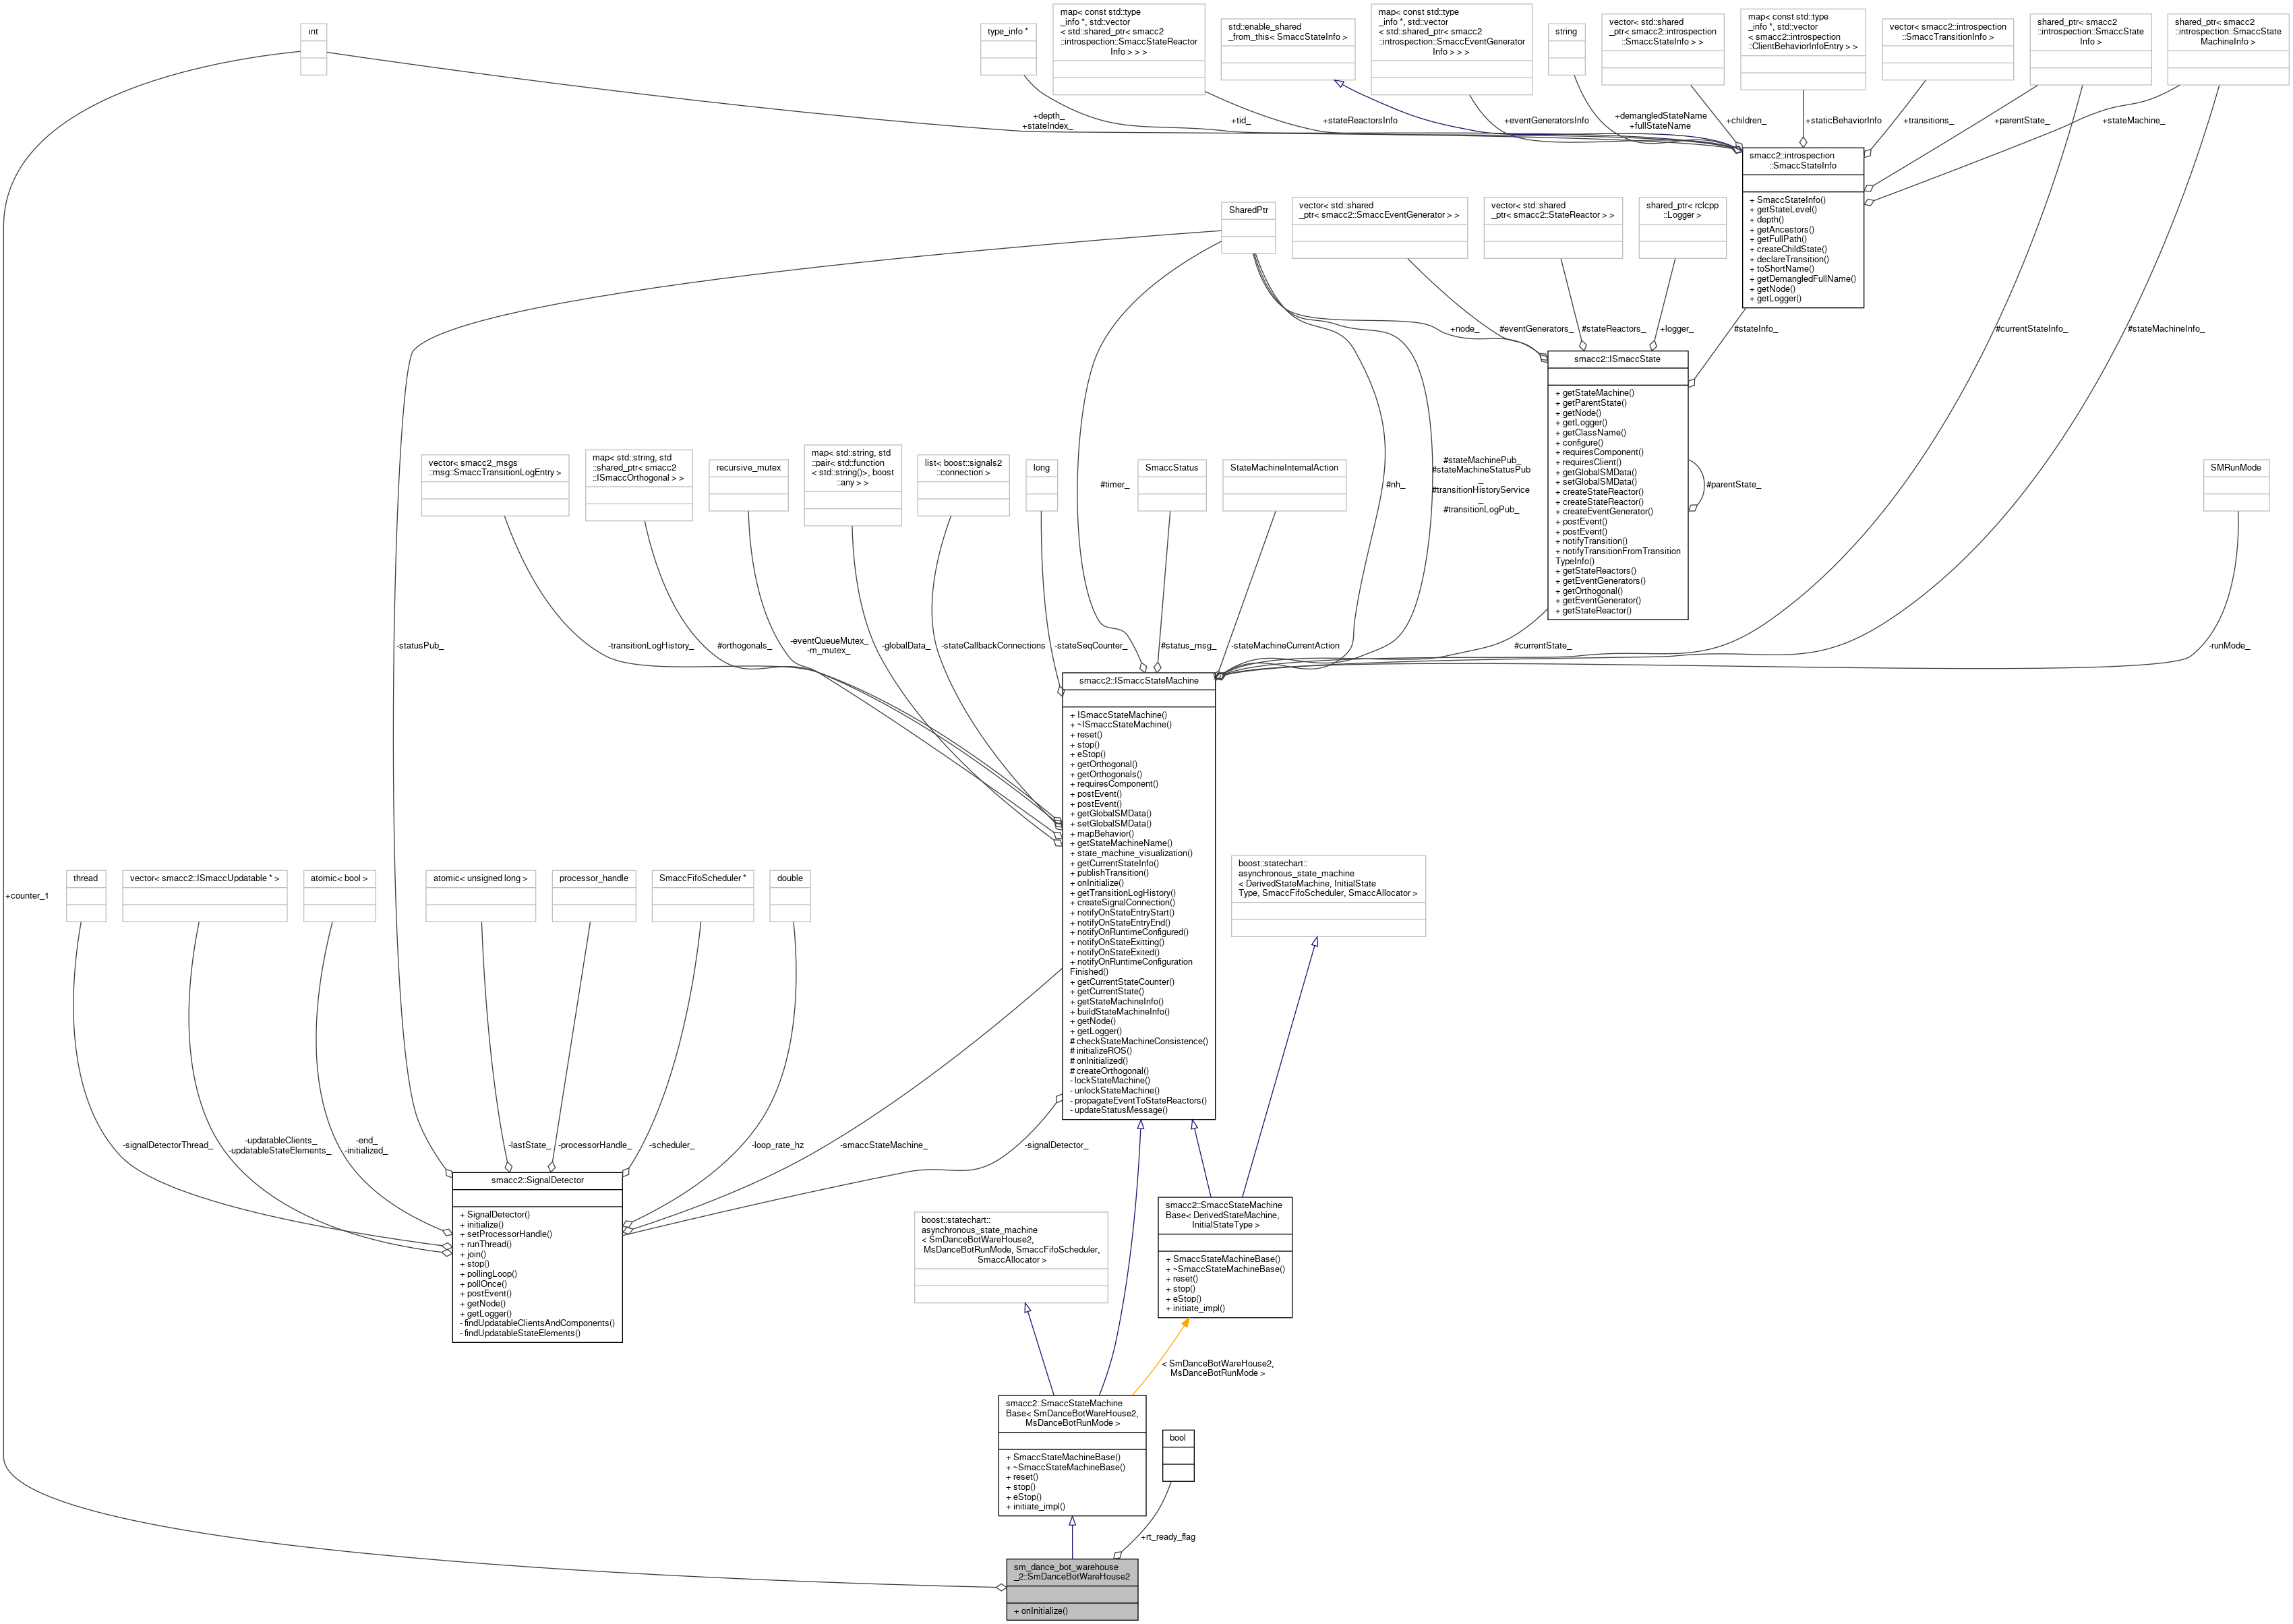 int
type_info *
map< const std::type
_info *, std::vector
< std::shared_ptr< smacc2
::introspection::SmaccStateReactor
Info > > >
std::enable_shared
_from_this< SmaccStateInfo >
map< const std::type
_info *, std::vector
< std::shared_ptr< smacc2
::introspection::SmaccEventGenerator
Info > > >
string
vector< std::shared
_ptr< smacc2::introspection
::SmaccStateInfo > >
map< const std::type
_info *, std::vector
< smacc2::introspection
::ClientBehaviorInfoEntry > >
vector< smacc2::introspection
::SmaccTransitionInfo >
shared_ptr< smacc2
::introspection::SmaccState
Info >
shared_ptr< smacc2
::introspection::SmaccState
MachineInfo >
+depth_
+stateIndex_
+tid_
+stateReactorsInfo
+eventGeneratorsInfo
+demangledStateName
+fullStateName
+children_
+staticBehaviorInfo
+transitions_
+parentState_
+stateMachine_
smacc2::introspection
::SmaccStateInfo
+ SmaccStateInfo()
+ getStateLevel()
+ depth()
+ getAncestors()
+ getFullPath()
+ createChildState()
+ declareTransition()
+ toShortName()
+ getDemangledFullName()
+ getNode()
+ getLogger()
SharedPtr
vector< std::shared
_ptr< smacc2::SmaccEventGenerator > >
vector< std::shared
_ptr< smacc2::StateReactor > >
shared_ptr< rclcpp
::Logger >
+node_
#eventGenerators_
#stateReactors_
+logger_
#stateInfo_
#currentStateInfo_
#stateMachineInfo_
smacc2::ISmaccState
+ getStateMachine()
+ getParentState()
+ getNode()
+ getLogger()
+ getClassName()
+ configure()
+ requiresComponent()
+ requiresClient()
+ getGlobalSMData()
+ setGlobalSMData()
+ createStateReactor()
+ createStateReactor()
+ createEventGenerator()
+ postEvent()
+ postEvent()
+ notifyTransition()
+ notifyTransitionFromTransition
TypeInfo()
+ getStateReactors()
+ getEventGenerators()
+ getOrthogonal()
+ getEventGenerator()
+ getStateReactor()
#parentState_
vector< smacc2_msgs
::msg::SmaccTransitionLogEntry >
map< std::string, std
::shared_ptr< smacc2
::ISmaccOrthogonal > >
recursive_mutex
map< std::string, std
::pair< std::function
< std::string()>, boost
::any > >
list< boost::signals2
::connection >
long
SmaccStatus
StateMachineInternalAction
SMRunMode
#timer_
#nh_
#stateMachinePub_
#stateMachineStatusPub
_
#transitionHistoryService
_
#transitionLogPub_
-statusPub_
-transitionLogHistory_
#orthogonals_
-eventQueueMutex_
-m_mutex_
-globalData_
-stateCallbackConnections
-stateSeqCounter_
#status_msg_
-stateMachineCurrentAction
#currentState_
-runMode_
smacc2::ISmaccStateMachine
+ ISmaccStateMachine()
+ ~ISmaccStateMachine()
+ reset()
+ stop()
+ eStop()
+ getOrthogonal()
+ getOrthogonals()
+ requiresComponent()
+ postEvent()
+ postEvent()
+ getGlobalSMData()
+ setGlobalSMData()
+ mapBehavior()
+ getStateMachineName()
+ state_machine_visualization()
+ getCurrentStateInfo()
+ publishTransition()
+ onInitialize()
+ getTransitionLogHistory()
+ createSignalConnection()
+ notifyOnStateEntryStart()
+ notifyOnStateEntryEnd()
+ notifyOnRuntimeConfigured()
+ notifyOnStateExitting()
+ notifyOnStateExited()
+ notifyOnRuntimeConfiguration
Finished()
+ getCurrentStateCounter()
+ getCurrentState()
+ getStateMachineInfo()
+ buildStateMachineInfo()
+ getNode()
+ getLogger()
# checkStateMachineConsistence()
# initializeROS()
# onInitialized()
# createOrthogonal()
- lockStateMachine()
- unlockStateMachine()
- propagateEventToStateReactors()
- updateStatusMessage()
+counter_1
thread
vector< smacc2::ISmaccUpdatable * >
atomic< bool >
atomic< unsigned long >
processor_handle
SmaccFifoScheduler *
double
boost::statechart::
asynchronous_state_machine
< DerivedStateMachine, InitialState
Type, SmaccFifoScheduler, SmaccAllocator >
-signalDetectorThread_
-updatableClients_
-updatableStateElements_
-end_
-initialized_
-lastState_
-processorHandle_
-scheduler_
-loop_rate_hz
-smaccStateMachine_
-signalDetector_
smacc2::SignalDetector
+ SignalDetector()
+ initialize()
+ setProcessorHandle()
+ runThread()
+ join()
+ stop()
+ pollingLoop()
+ pollOnce()
+ postEvent()
+ getNode()
+ getLogger()
- findUpdatableClientsAndComponents()
- findUpdatableStateElements()
boost::statechart::
asynchronous_state_machine
< SmDanceBotWareHouse2,
MsDanceBotRunMode, SmaccFifoScheduler,
SmaccAllocator >
smacc2::SmaccStateMachine
Base< DerivedStateMachine,
InitialStateType >
+ SmaccStateMachineBase()
+ ~SmaccStateMachineBase()
+ reset()
+ stop()
+ eStop()
+ initiate_impl()
< SmDanceBotWareHouse2,
MsDanceBotRunMode >
smacc2::SmaccStateMachine
Base< SmDanceBotWareHouse2,
MsDanceBotRunMode >
+ SmaccStateMachineBase()
+ ~SmaccStateMachineBase()
+ reset()
+ stop()
+ eStop()
+ initiate_impl()
bool
+rt_ready_flag
sm_dance_bot_warehouse
_2::SmDanceBotWareHouse2
+ onInitialize()